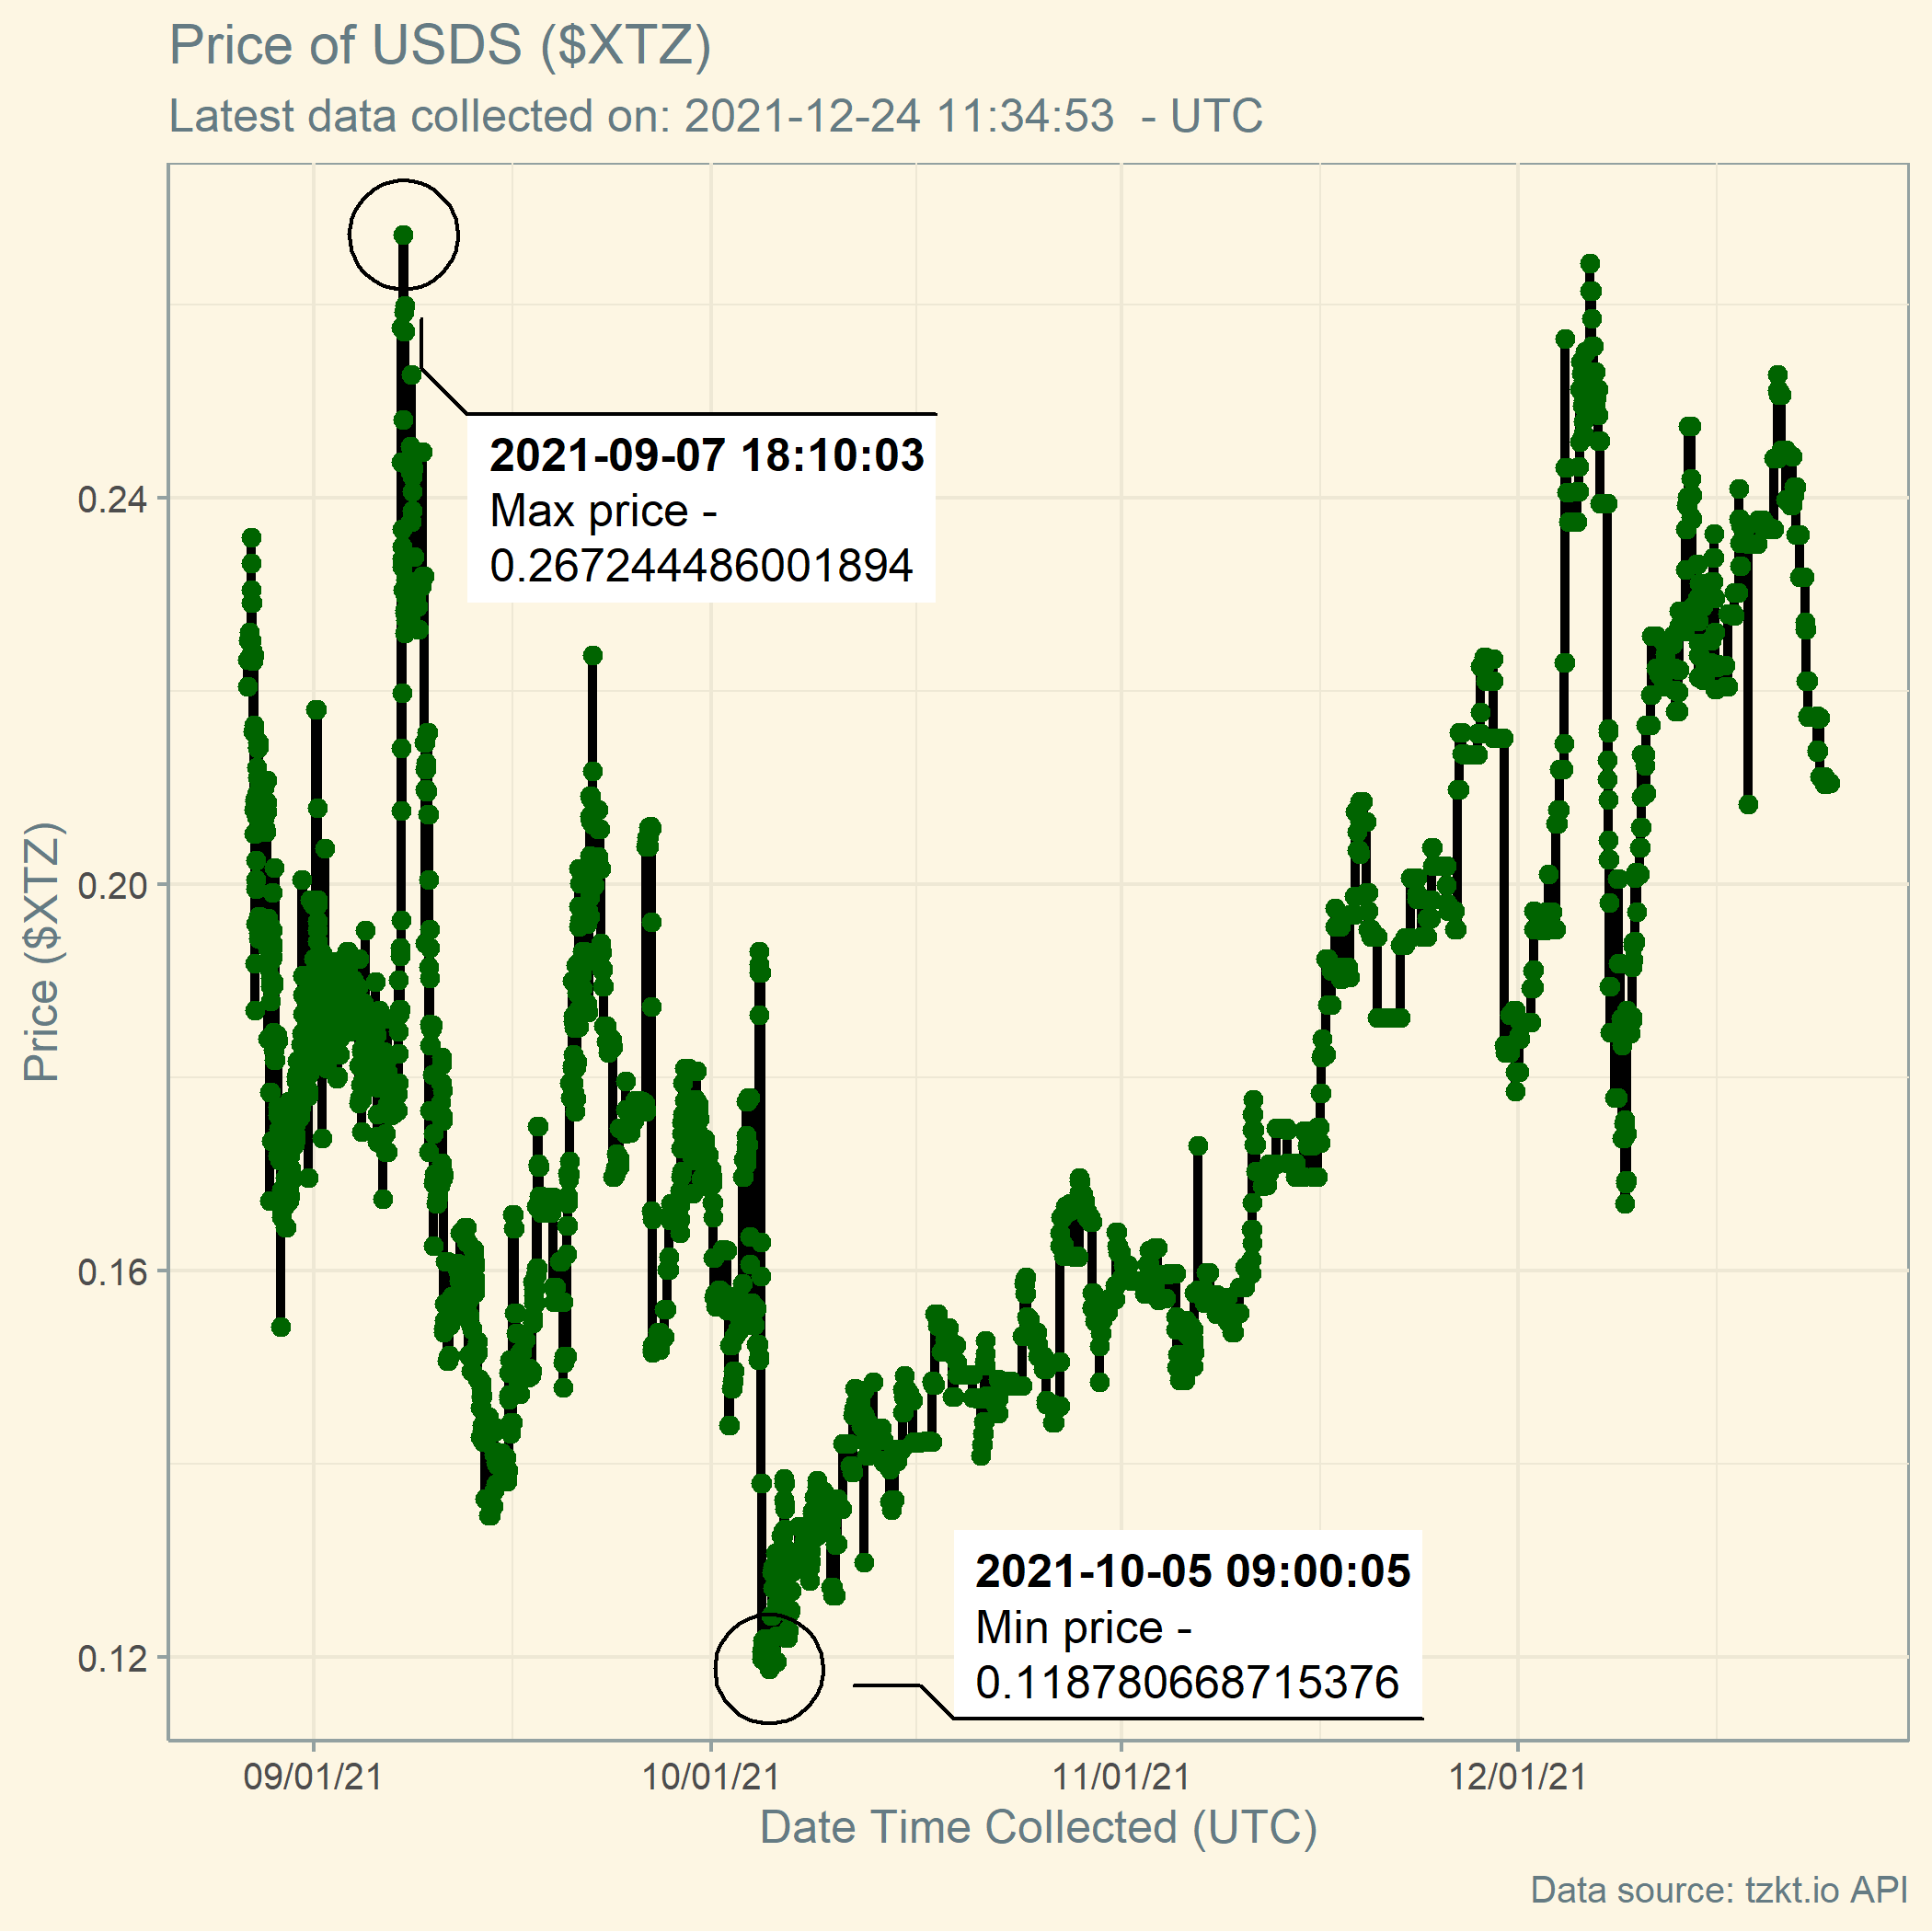 Price of USDS ($XTZ)
Latest data collected on: 2021-12-24 11:34:53  - UTC
2021-09-07 18:10:03
Max price -
0.267244486001894
0.24
0.20
Price ($XTZ)
0.16
0.12
2021-10-05 09:00:05
Min price -
0.118780668715376
09/01/21
10/01/21
11/01/21
12/01/21
Date Time Collected (UTC)
Data source: tzkt.io API